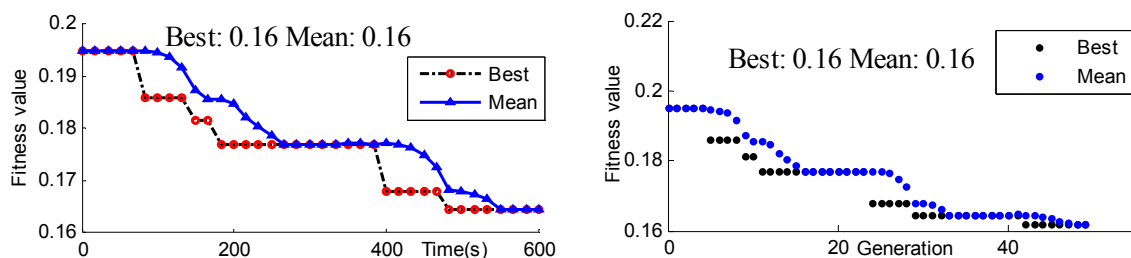 0.2
0.19
0.18
0.17
0.16
Fitness value
Best: 0.16 Mean: 0.16
Best
Mean
0
200
400
Time(s)
600
0.22
0.2
0.18
0.16
Fitness value
Best: 0.16 Mean: 0.16
Best
Mean
0
20
Generation
40